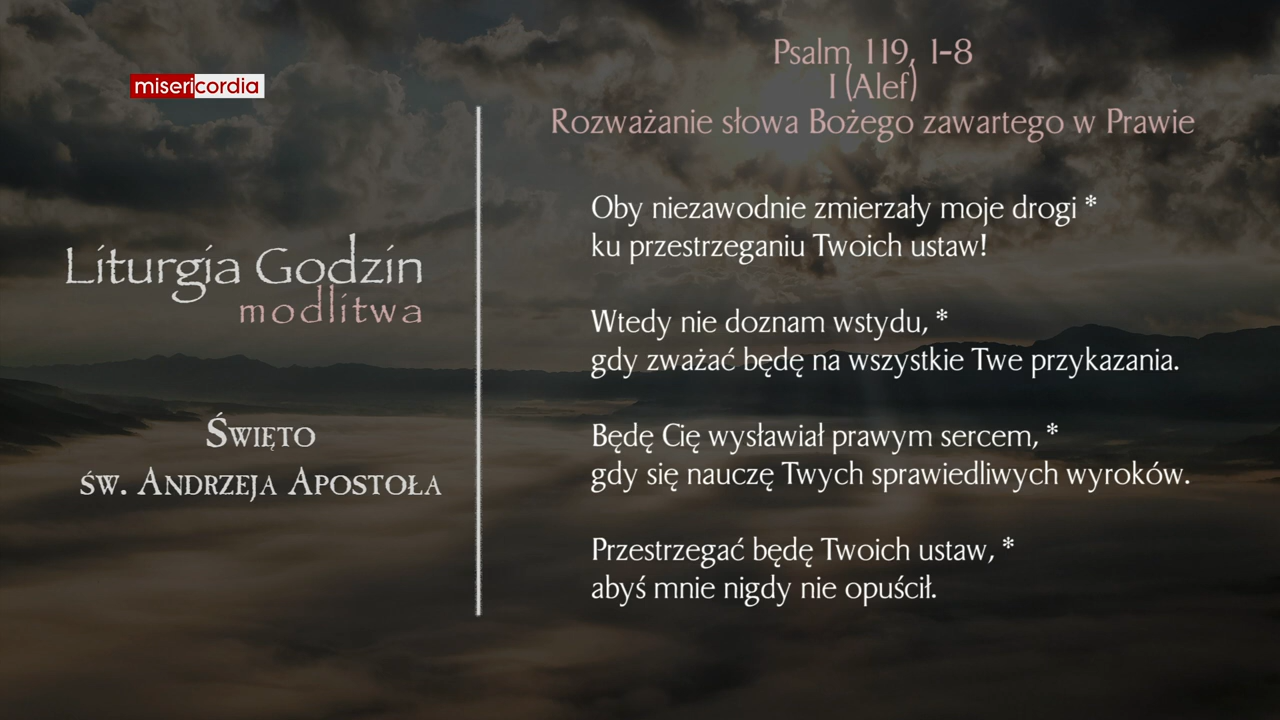 misericordia
Liturgia Godzin
modlitwa
Święto
św. Andrzeja Apostoła
Psalm 119, 1-8
I (Alef)
Rozważanie słowa Bożego zawartego w Prawie
Oby niezawodnie zmierzały moje drogi *
ku przestrzeganiu Twoich ustaw!
Wtedy nie doznam wstydu, *
gdy zważać będę na wszystkie Twe przykazania.
Będę Cię wysławiał prawym sercem, *
gdy się nauczę Twych sprawiedliwych wyroków.
Przestrzegać będę Twoich ustaw, *
abyś mnie nigdy nie opuścił.